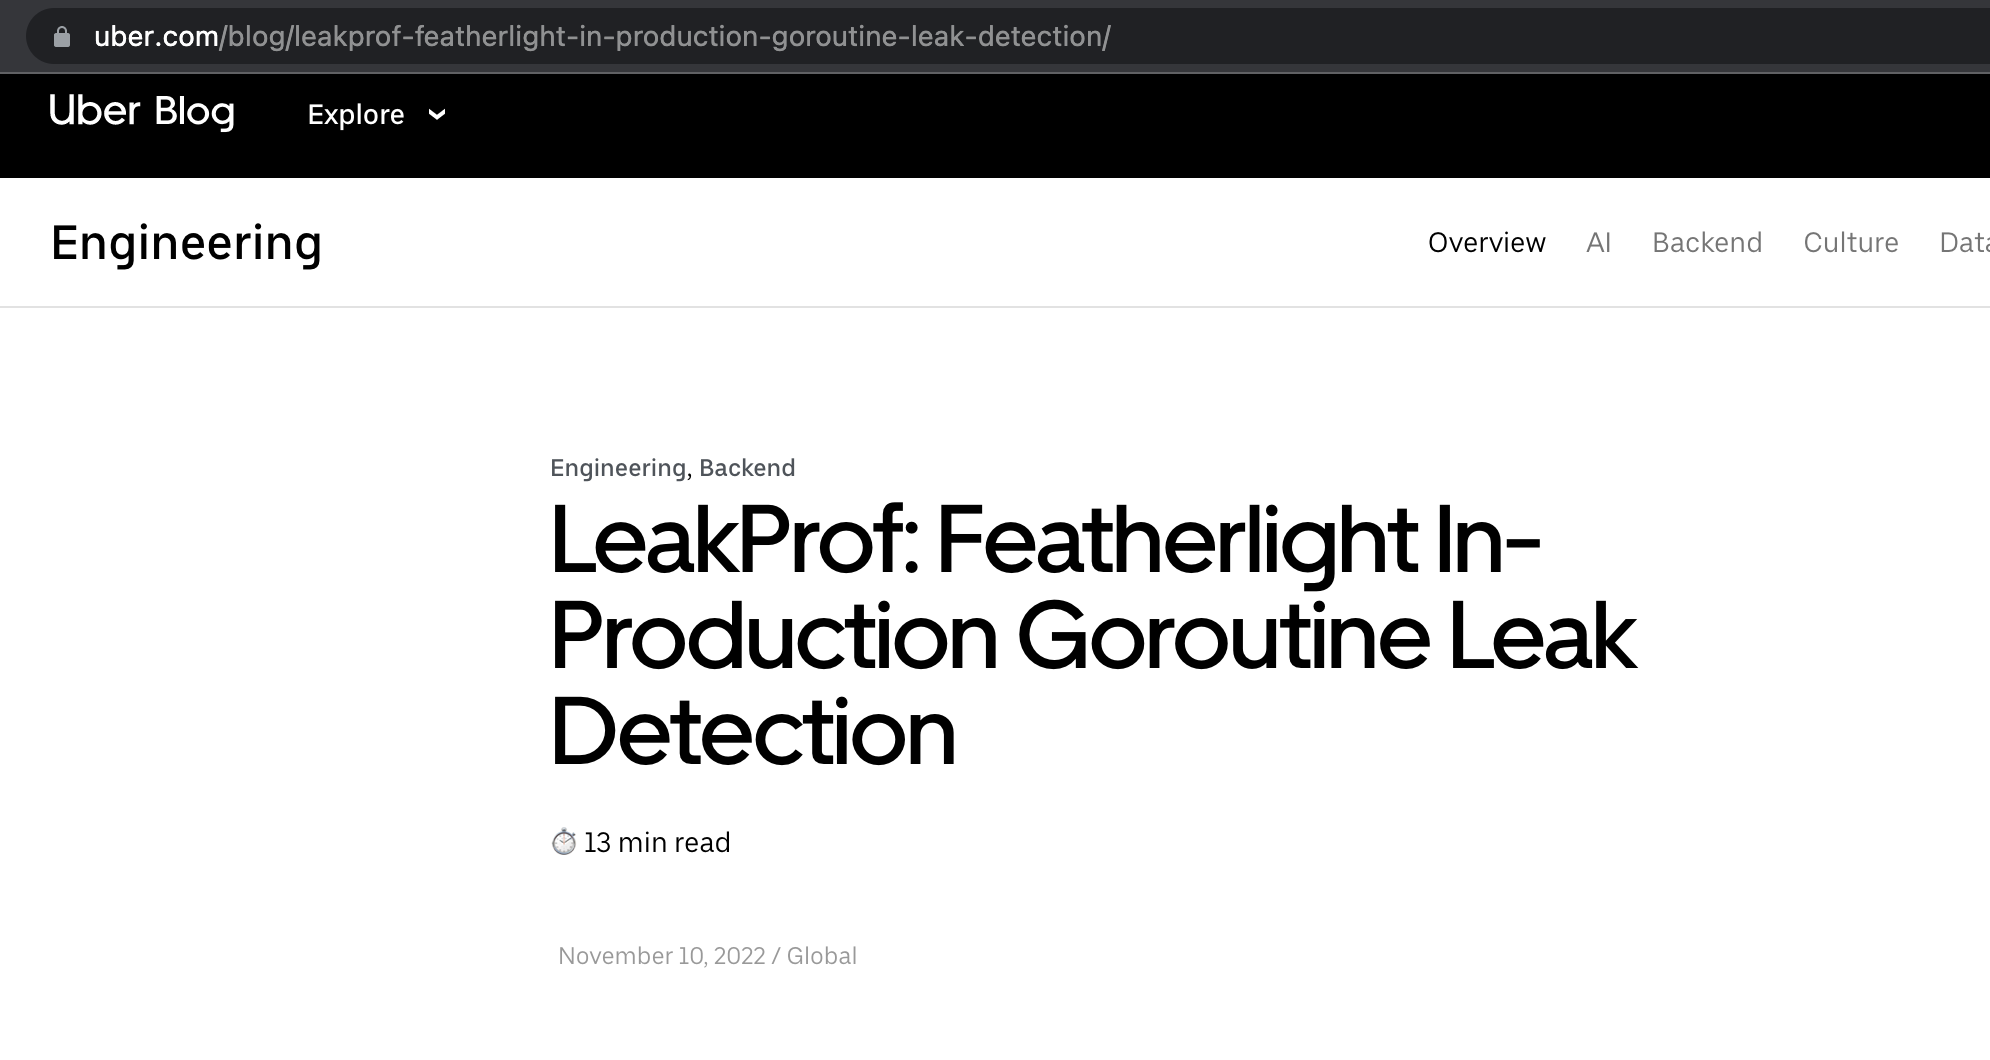 uber.com/blog/leakprof-featherlight-in-production-goroutine-leak-detection/
Uber Blog Explore
Engineering Overview AI Backend Culture
Engineering, Backend
LeakProf: Featherlight In-
Production Goroutine Leak
Detection
13 min read
November 10, 2022 / Global